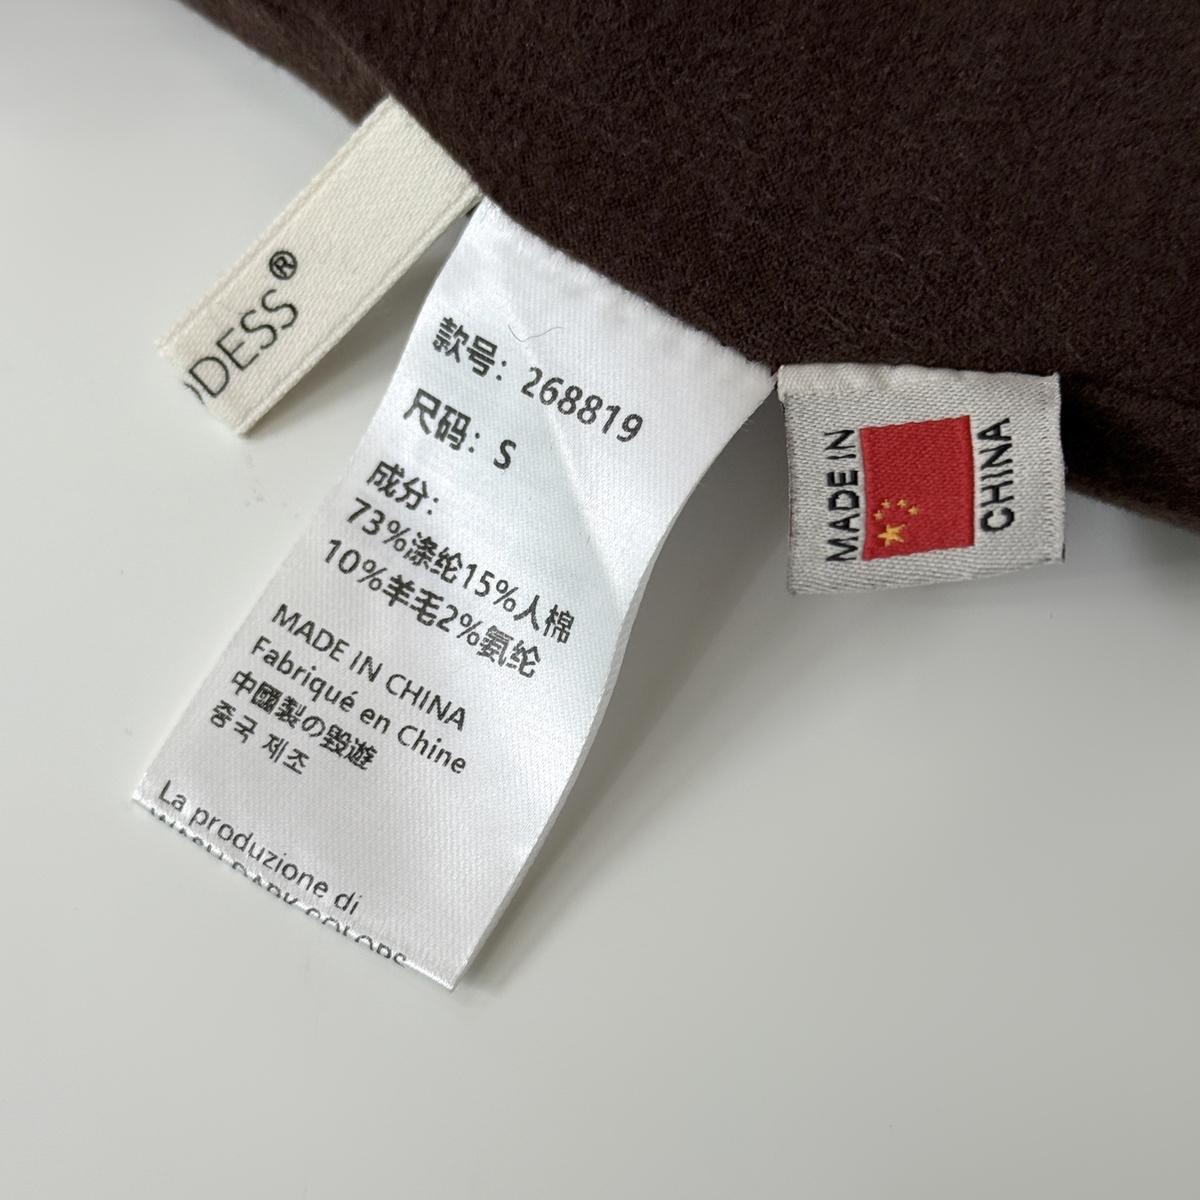 DESS®
款号：268819
尺码：S
成分：
73%涤纶15%人棉
10%羊毛2%氨纶
MADE IN CHINA
Fabriqué en Chine
中國製の毀遊
중국 제조
La produzione di
DARK COLORS
MADE IN
CHINA